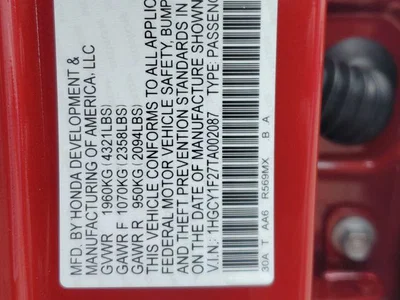 MFD. BY HONDA DEVELOPMENT &
MANUFACTURING OF AMERICA, LLC
GVWR 1960KG (4321LBS)
GAWR F 1070KG (2358LBS)
GAWR R 950KG (2094LBS)
THIS VEHICLE CONFORMS TO ALL APPLIC
FEDERAL MOTOR VEHICLE SAFETY, BUMP
AND THEFT PREVENTION STANDARDS IN
ON THE DATE OF MANUFACTURE SHOWN
V.I.N.: 1HGCY1F27TA002087 TYPE: PASSENG
30A T AA6 R569MX B A